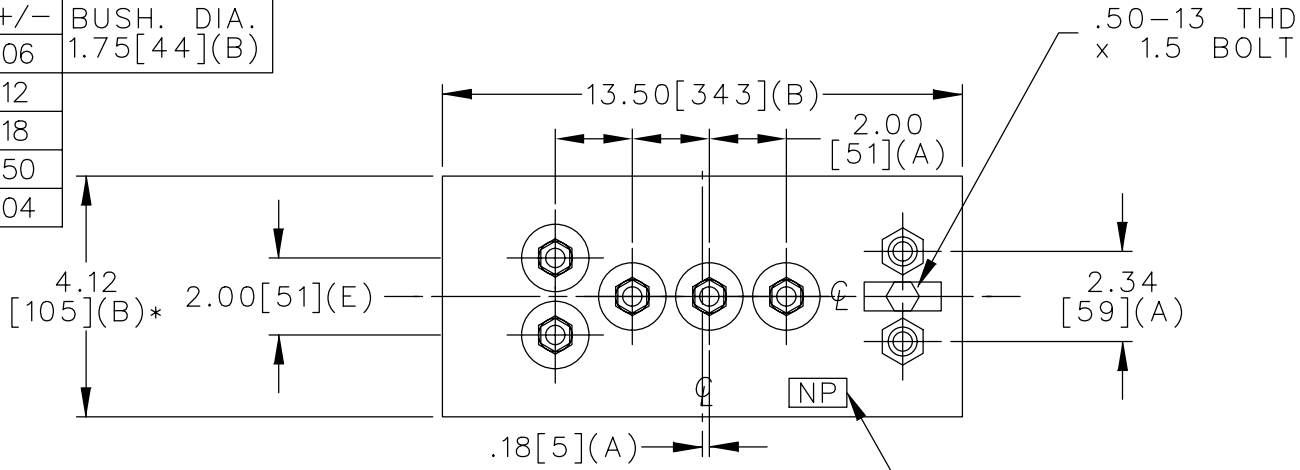 +/- BUSH. DIA.
06 1.75[44](B)
12
18
50
04
.50-13 THD
x 1.5 BOLT
13.50[343](B)
2.00
[51](A)
4.12
[105](B)*
2.00[51](E)
℄
2.34
[59](A)
℄
NP
.18[5](A)